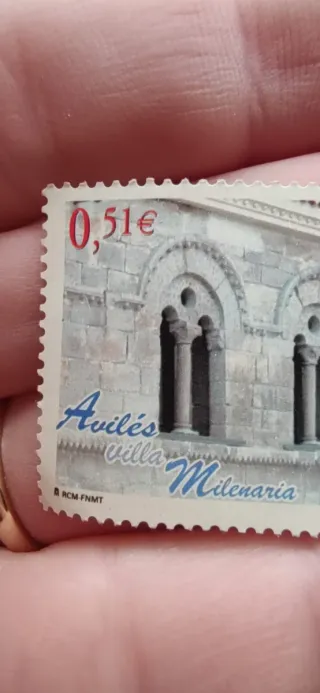 0,51€
Avilés
villa
Milenaria
RCM-FNMT